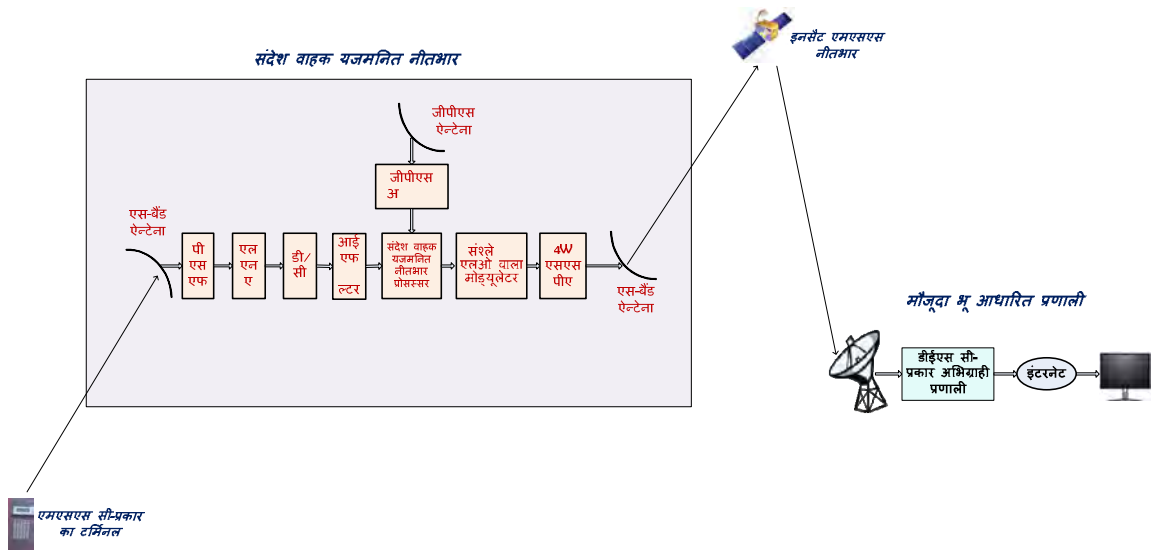 संदेश वाहक यजमनित नीतभार
इनसैट एमएसएस
नीतभार
जीपीएस
ऐन्टेना
जीपीएस
अ
एस-बैंड
ऐन्टेना
पी
एस
एफ
एल
एन
ए
डी/
सी
आई
एफ
ल्टर
संदेश वाहक
यजमनित
नीतभार
प्रोसस्सर
संश्ले
एलओ वाला
मोड्यूलेटर
4W
एसएस
पीए
एस-बैंड
ऐन्टेना
मौजूदा भू आधारित प्रणाली
डीईएस सी-
प्रकार अभिग्राही
प्रणाली
इंटरनेट
एमएसएस सी-प्रकार
का टर्मिनल